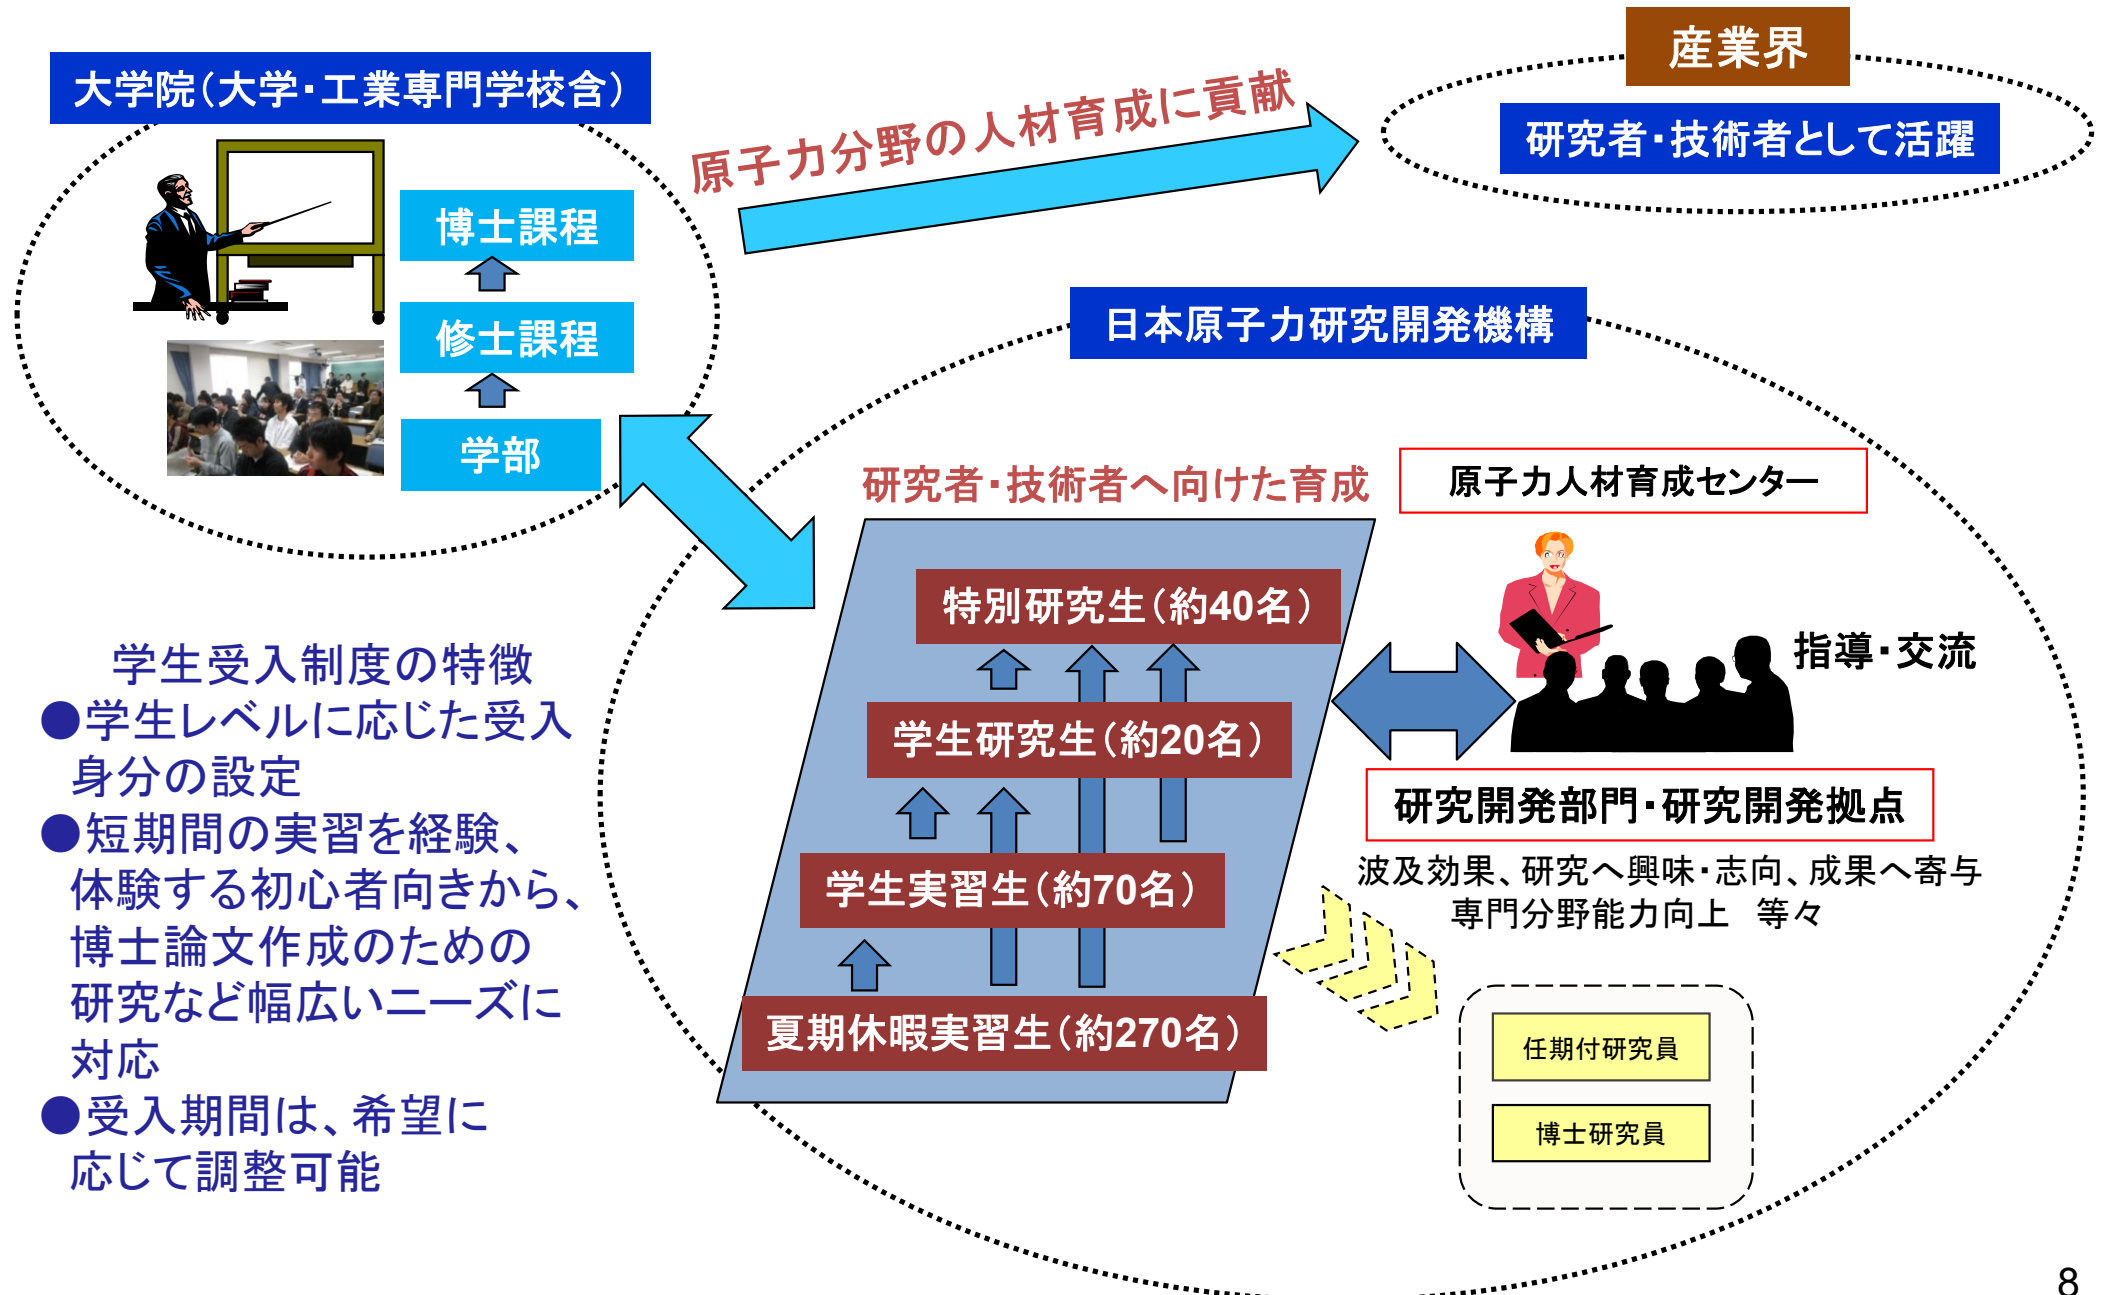 産業界
大学院（大学・工業専門学校含）
原子力分野の人材育成に貢献
研究者・技術者として活躍
博士課程
修士課程
学部
日本原子力研究開発機構
研究者・技術者へ向けた育成
原子力人材育成センター
特別研究生（約40名）
指導・交流
学生研究生（約20名）
研究開発部門・研究開発拠点
学生実習生（約70名）
波及効果、研究へ興味・志向、成果へ寄与
専門分野能力向上　等々
夏期休暇実習生（約270名）
任期付研究員
博士研究員
学生受入制度の特徴
●学生レベルに応じた受入
身分の設定
●短期間の実習を経験、
体験する初心者向きから、
博士論文作成のための
研究など幅広いニーズに
対応
●受入期間は、希望に
応じて調整可能
8